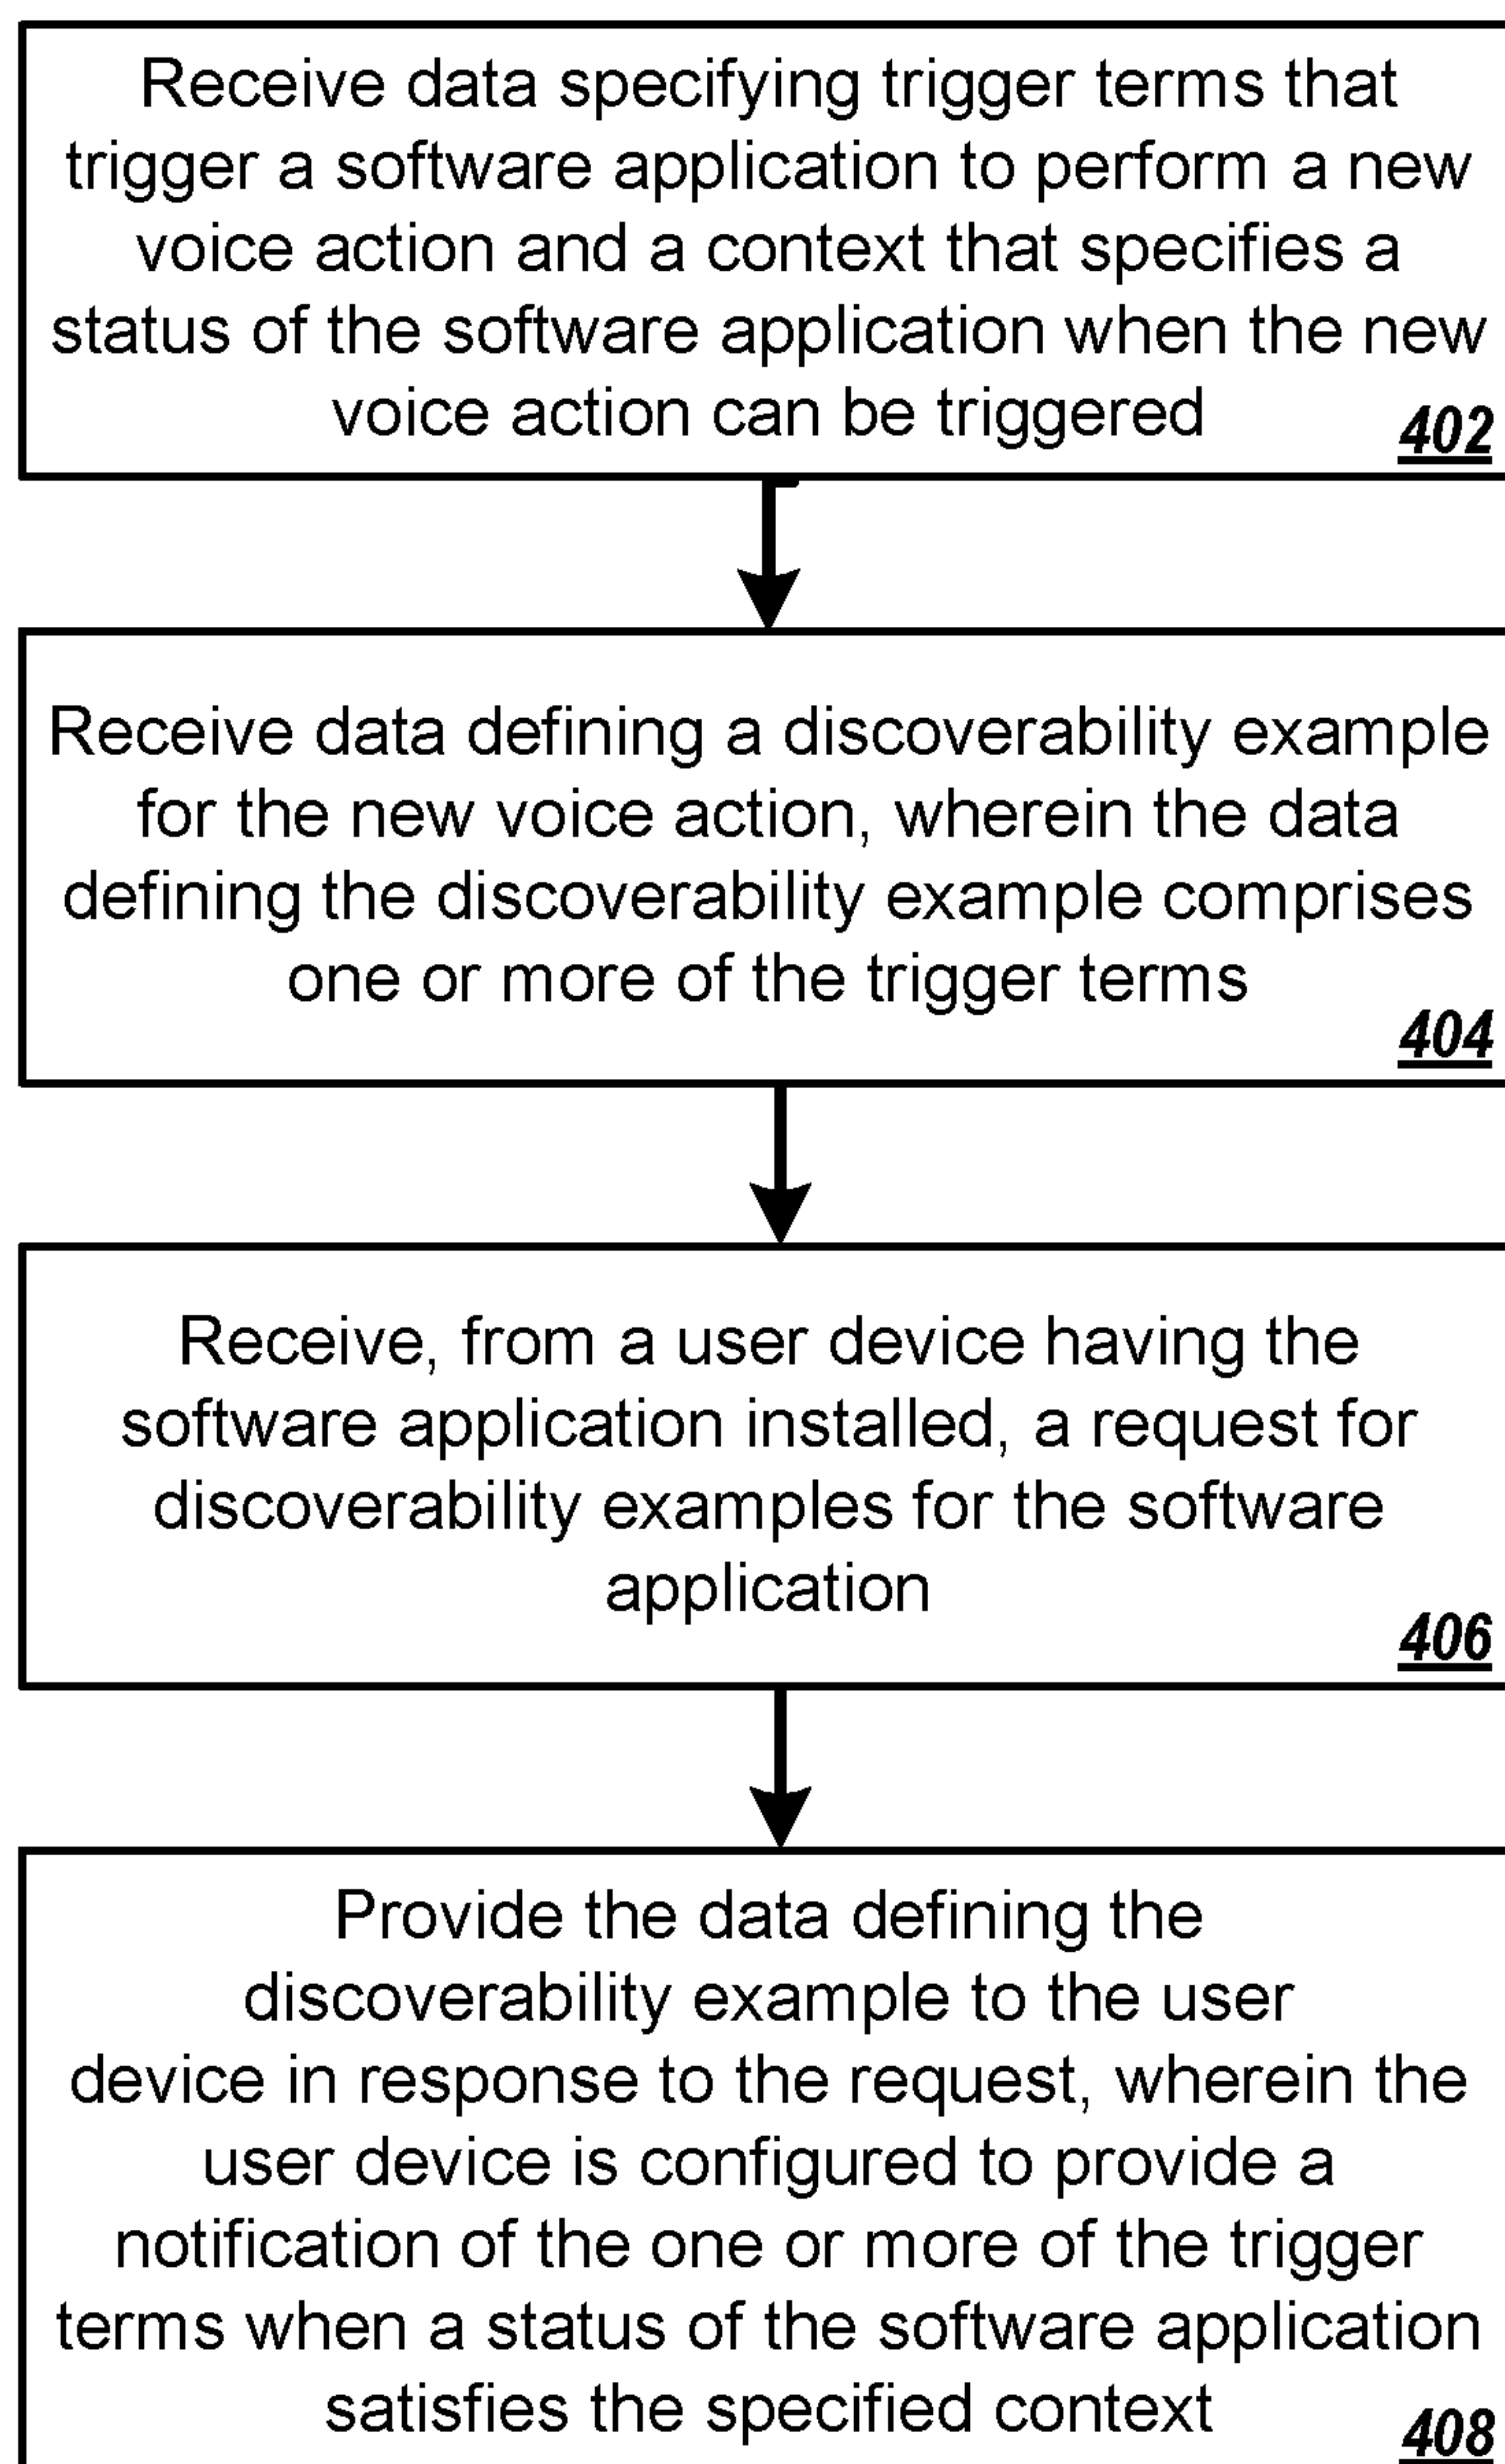 Receive data specifying trigger terms that
trigger a software application to perform a new
voice action and a context that specifies a
status of the software application when the new
voice action can be triggered
402
Receive data defining a discoverability example
for the new voice action, wherein the data
defining the discoverability example comprises
one or more of the trigger terms
404
Receive, from a user device having the
software application installed, a request for
discoverability examples for the software
application
406
Provide the data defining the
discoverability example to the user
device in response to the request, wherein the
user device is configured to provide a
notification of the one or more of the trigger
terms when a status of the software application
satisfies the specified context
408